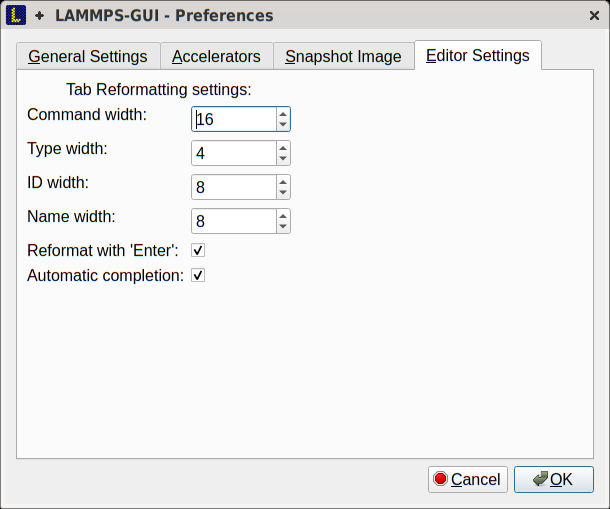 LAMMPS-GUI - Preferences
General Settings Accelerators Snapshot Image Editor Settings
Tab Reformatting settings:
Command width: 16
Type width: 4
ID width: 8
Name width: 8
Reformat with 'Enter':
Automatic completion:
Cancel OK